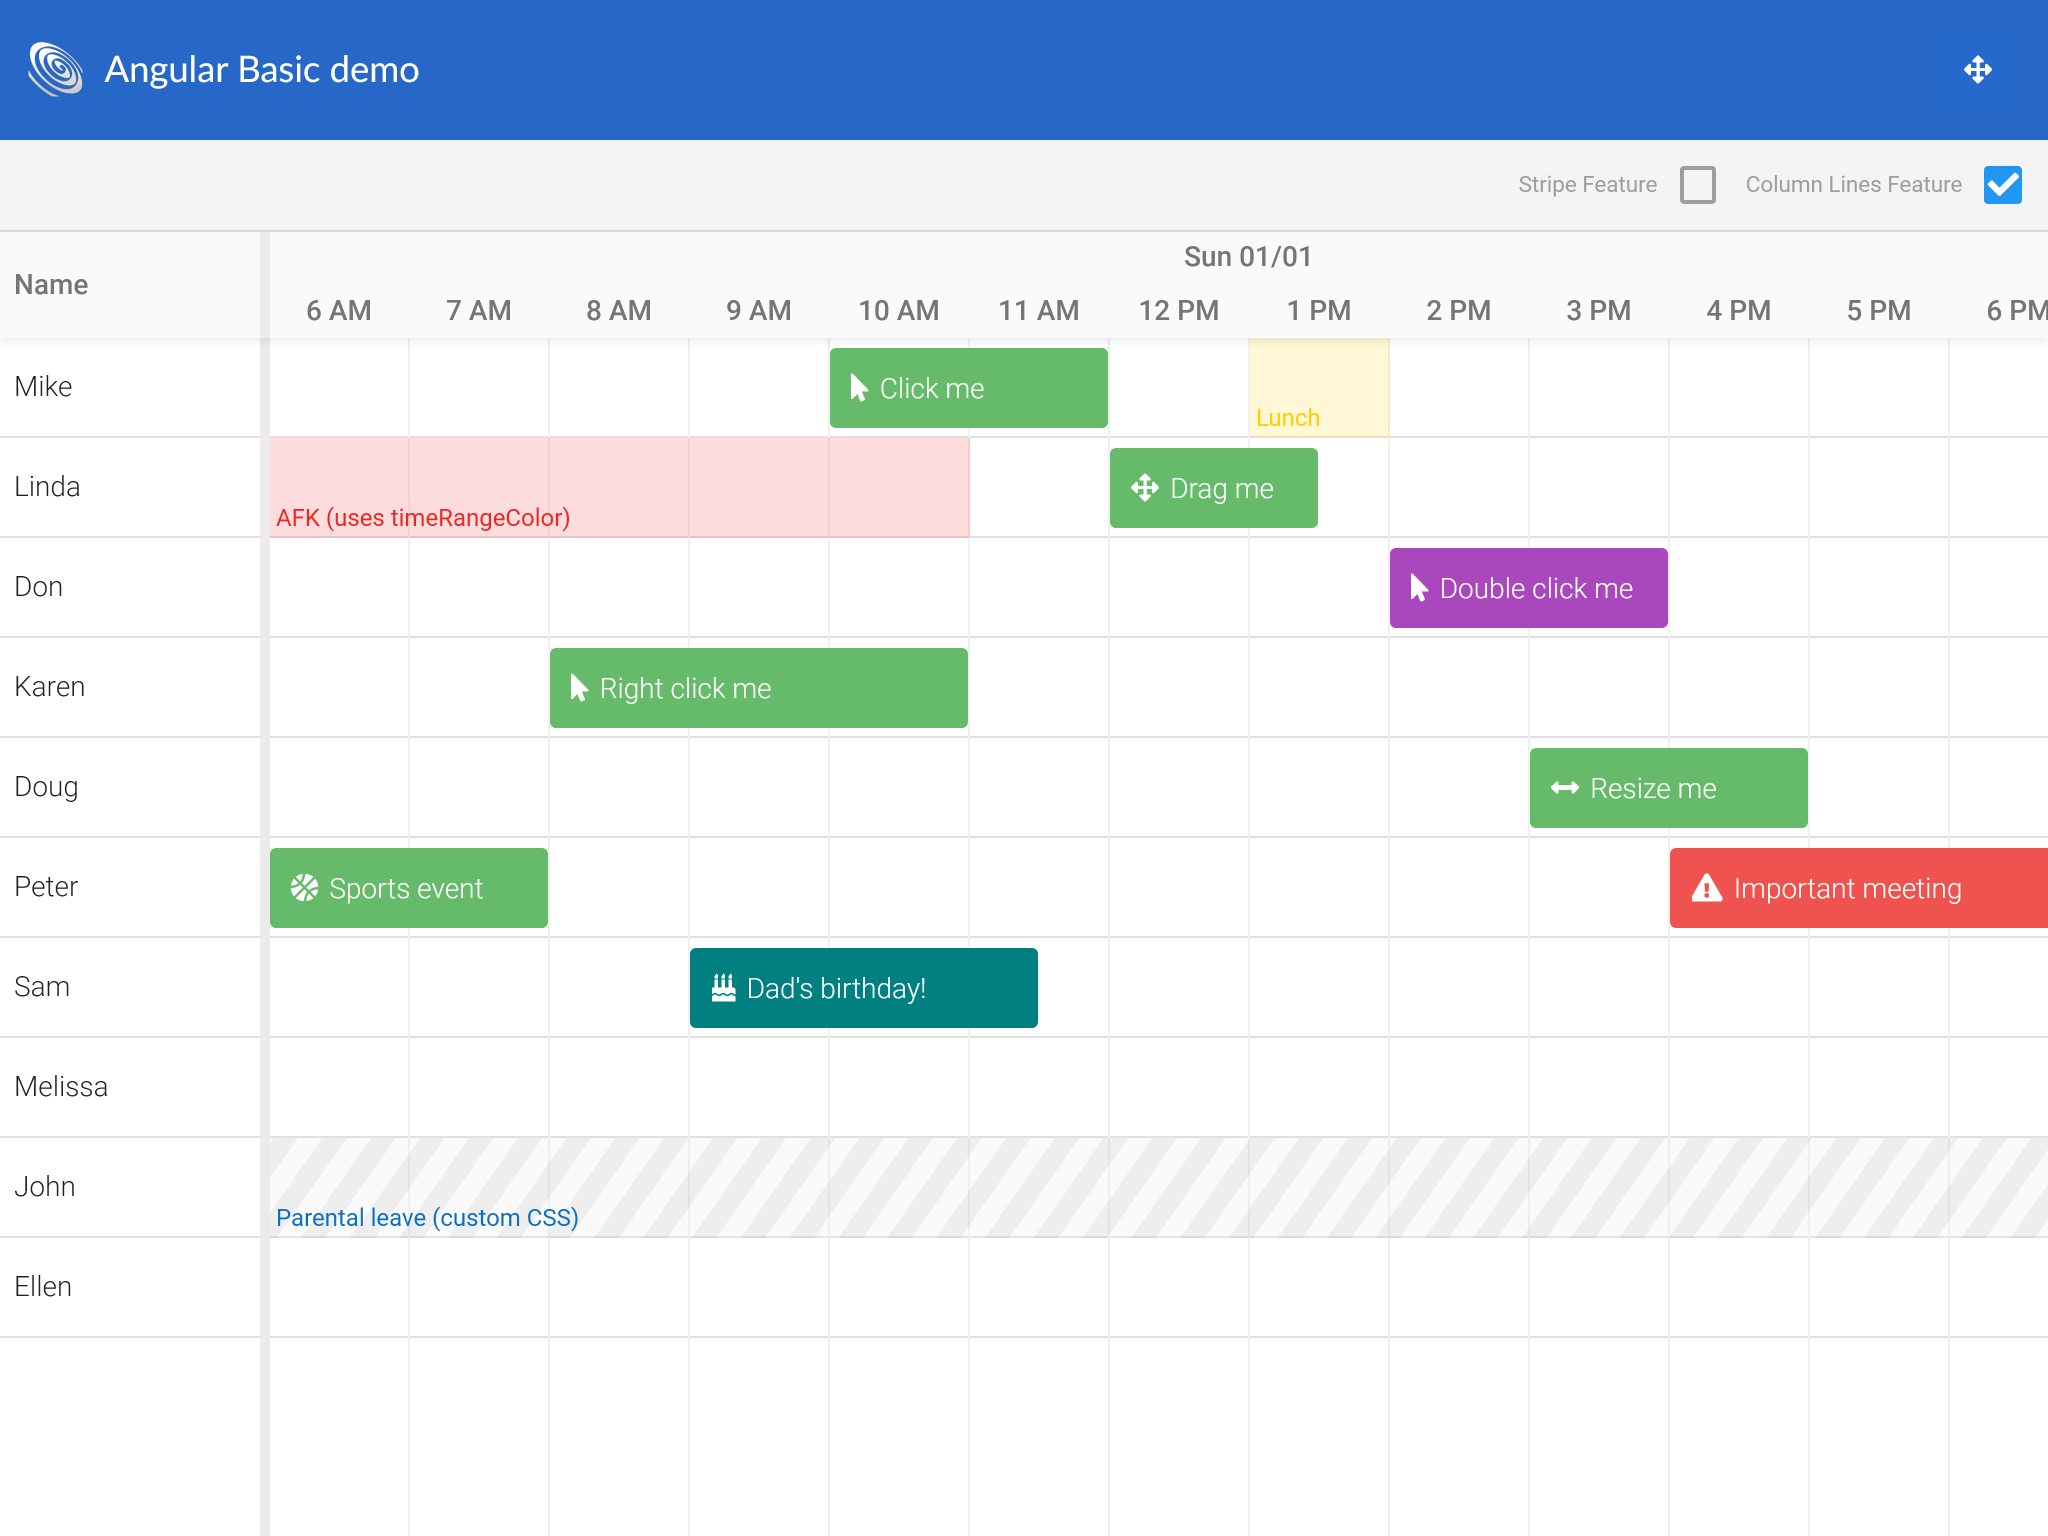 Angular Basic demo
Stripe Feature Column Lines Feature
Name
Sun 01/01
6 AM 7 AM 8 AM 9 AM 10 AM 11 AM 12 PM 1 PM 2 PM 3 PM 4 PM 5 PM 6 PM
Mike
Click me
Lunch
Linda
Drag me
AFK (uses timeRangeColor)
Don
Double click me
Karen
Right click me
Doug
Resize me
Peter
Sports event
Important meeting
Sam
Dad's birthday!
Melissa
John
Parental leave (custom CSS)
Ellen